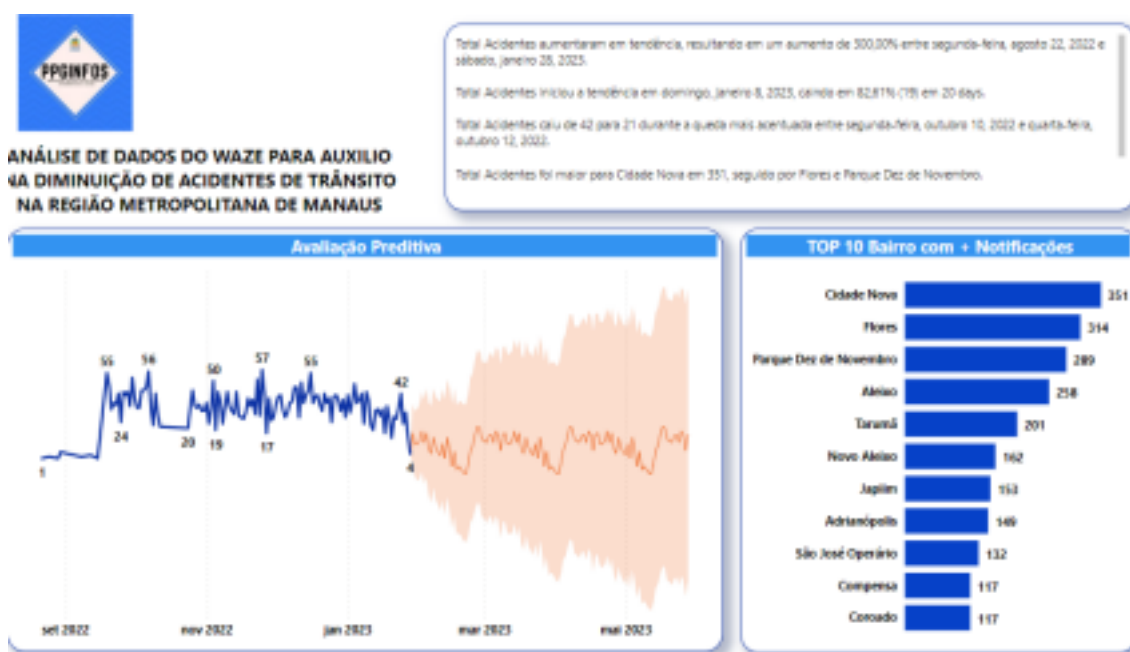 PPGINFOS
ANÁLISE DE DADOS DO WAZE PARA AUXILIO
NA DIMINUIÇÃO DE ACIDENTES DE TRÂNSITO
NA REGIÃO METROPOLITANA DE MANAUS
Total Acidentes aumentaram em tendência, resultando em um aumento de 300,00% entre segunda-feira, agosto 22, 2022 e
sábado, janeiro 28, 2023.
Total Acidentes iniciou a tendência em domingo, janeiro 8, 2023, caindo em 82,61% (19) em 20 days.
Total Acidentes caiu de 42 para 21 durante a queda mais acentuada entre segunda-feira, outubro 10, 2022 e quarta-feira,
outubro 12, 2022.
Total Acidentes foi maior para Cidade Nova em 351, seguido por Flores e Parque Dez de Novembro.
Avaliação Preditiva
55
56
50
57
55
42
24
20
19
17
1
4
set 2022
nov 2022
jan 2023
mar 2023
mai 2023
TOP 10 Bairro com + Notificações
Cidade Nova 351
Flores 314
Parque Dez de Novembro 289
Aleixo 258
Tarumã 201
Novo Aleixo 162
Japiim 153
Adrianópolis 149
São José Operário 132
Compensa 117
Coroado 117